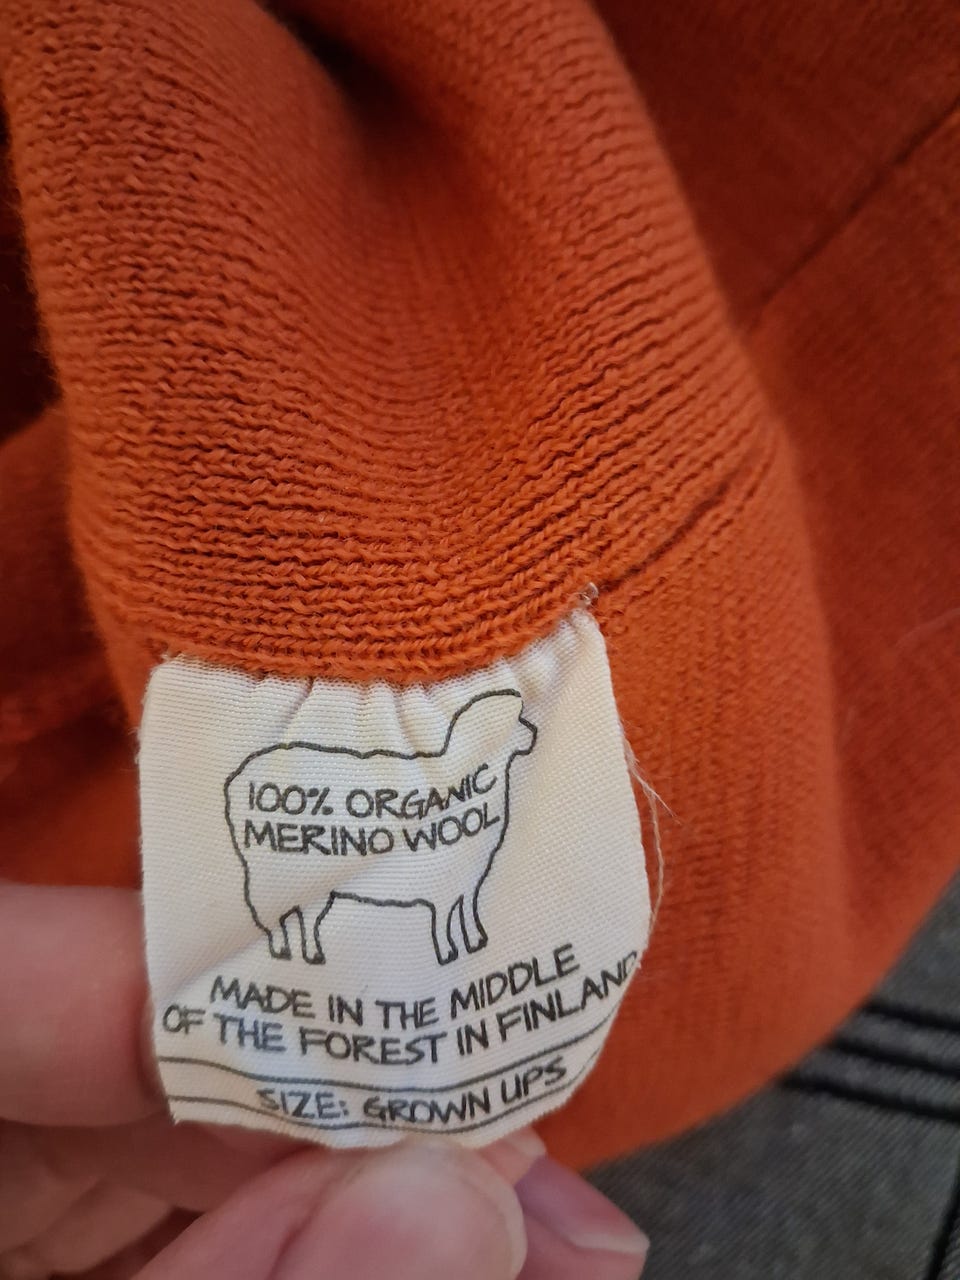 100% ORGANIC
MERINO WOOL
MADE IN THE MIDDLE
OF THE FOREST IN FINLAND
SIZE: GROWN UPS